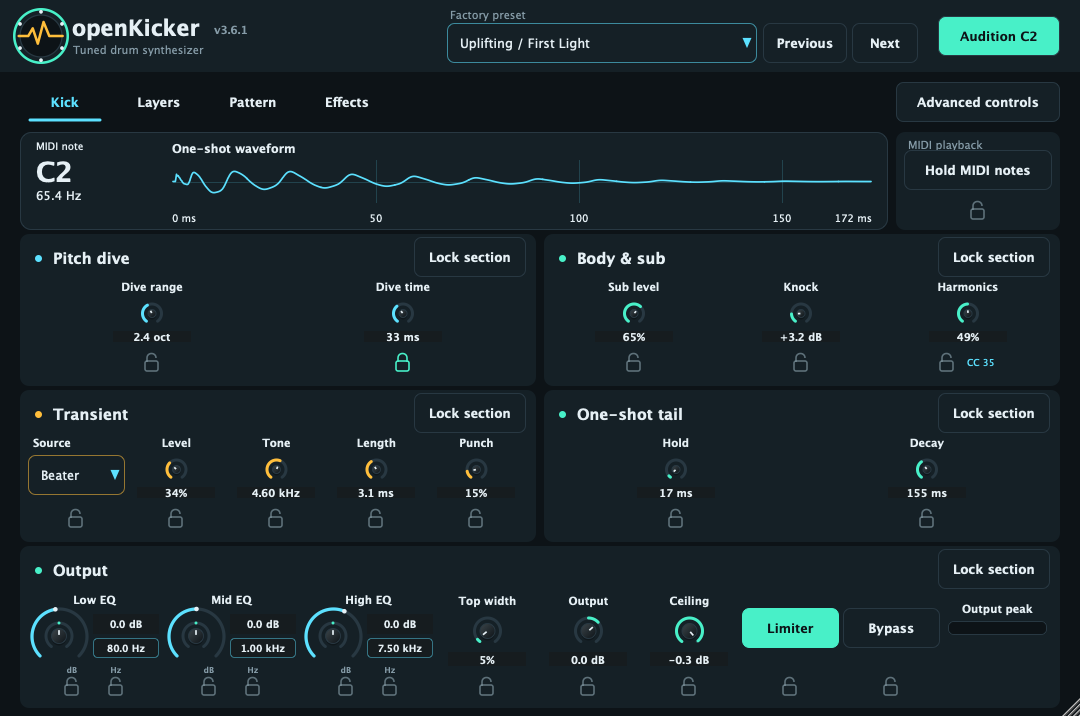 openKicker v3.6.1
Tuned drum synthesizer
Factory preset
Uplifting / First Light
Previous
Next
Audition C2
Kick
Layers
Pattern
Effects
Advanced controls
MIDI note
C2
65.4 Hz
One-shot waveform
0 ms
50
100
150
172 ms
MIDI playback
Hold MIDI notes
Pitch dive
Lock section
Dive range
Dive time
2.4 oct
33 ms
Body & sub
Lock section
Sub level
Knock
Harmonics
65%
+3.2 dB
49%
CC 35
Transient
Lock section
Source
Level
Tone
Length
Punch
Beater
34%
4.60 kHz
3.1 ms
15%
One-shot tail
Lock section
Hold
Decay
17 ms
155 ms
Output
Lock section
Low EQ
0.0 dB
80.0 Hz
dB
Hz
Mid EQ
0.0 dB
1.00 kHz
dB
Hz
High EQ
0.0 dB
7.50 kHz
dB
Hz
Top width
5%
Output
0.0 dB
Ceiling
-0.3 dB
Limiter
Bypass
Output peak